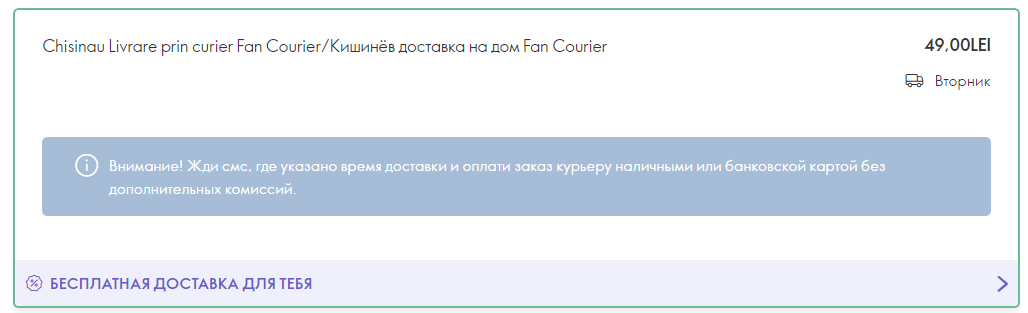 Chisinau Livrare prin curier Fan Courier/Кишинёв доставка на дом Fan Courier
49,00LEI
Вторник
Внимание! Жди смс, где указано время доставки и оплати заказ курьеру наличными или банковской картой без
дополнительных комиссий.
БЕСПЛАТНАЯ ДОСТАВКА ДЛЯ ТЕБЯ